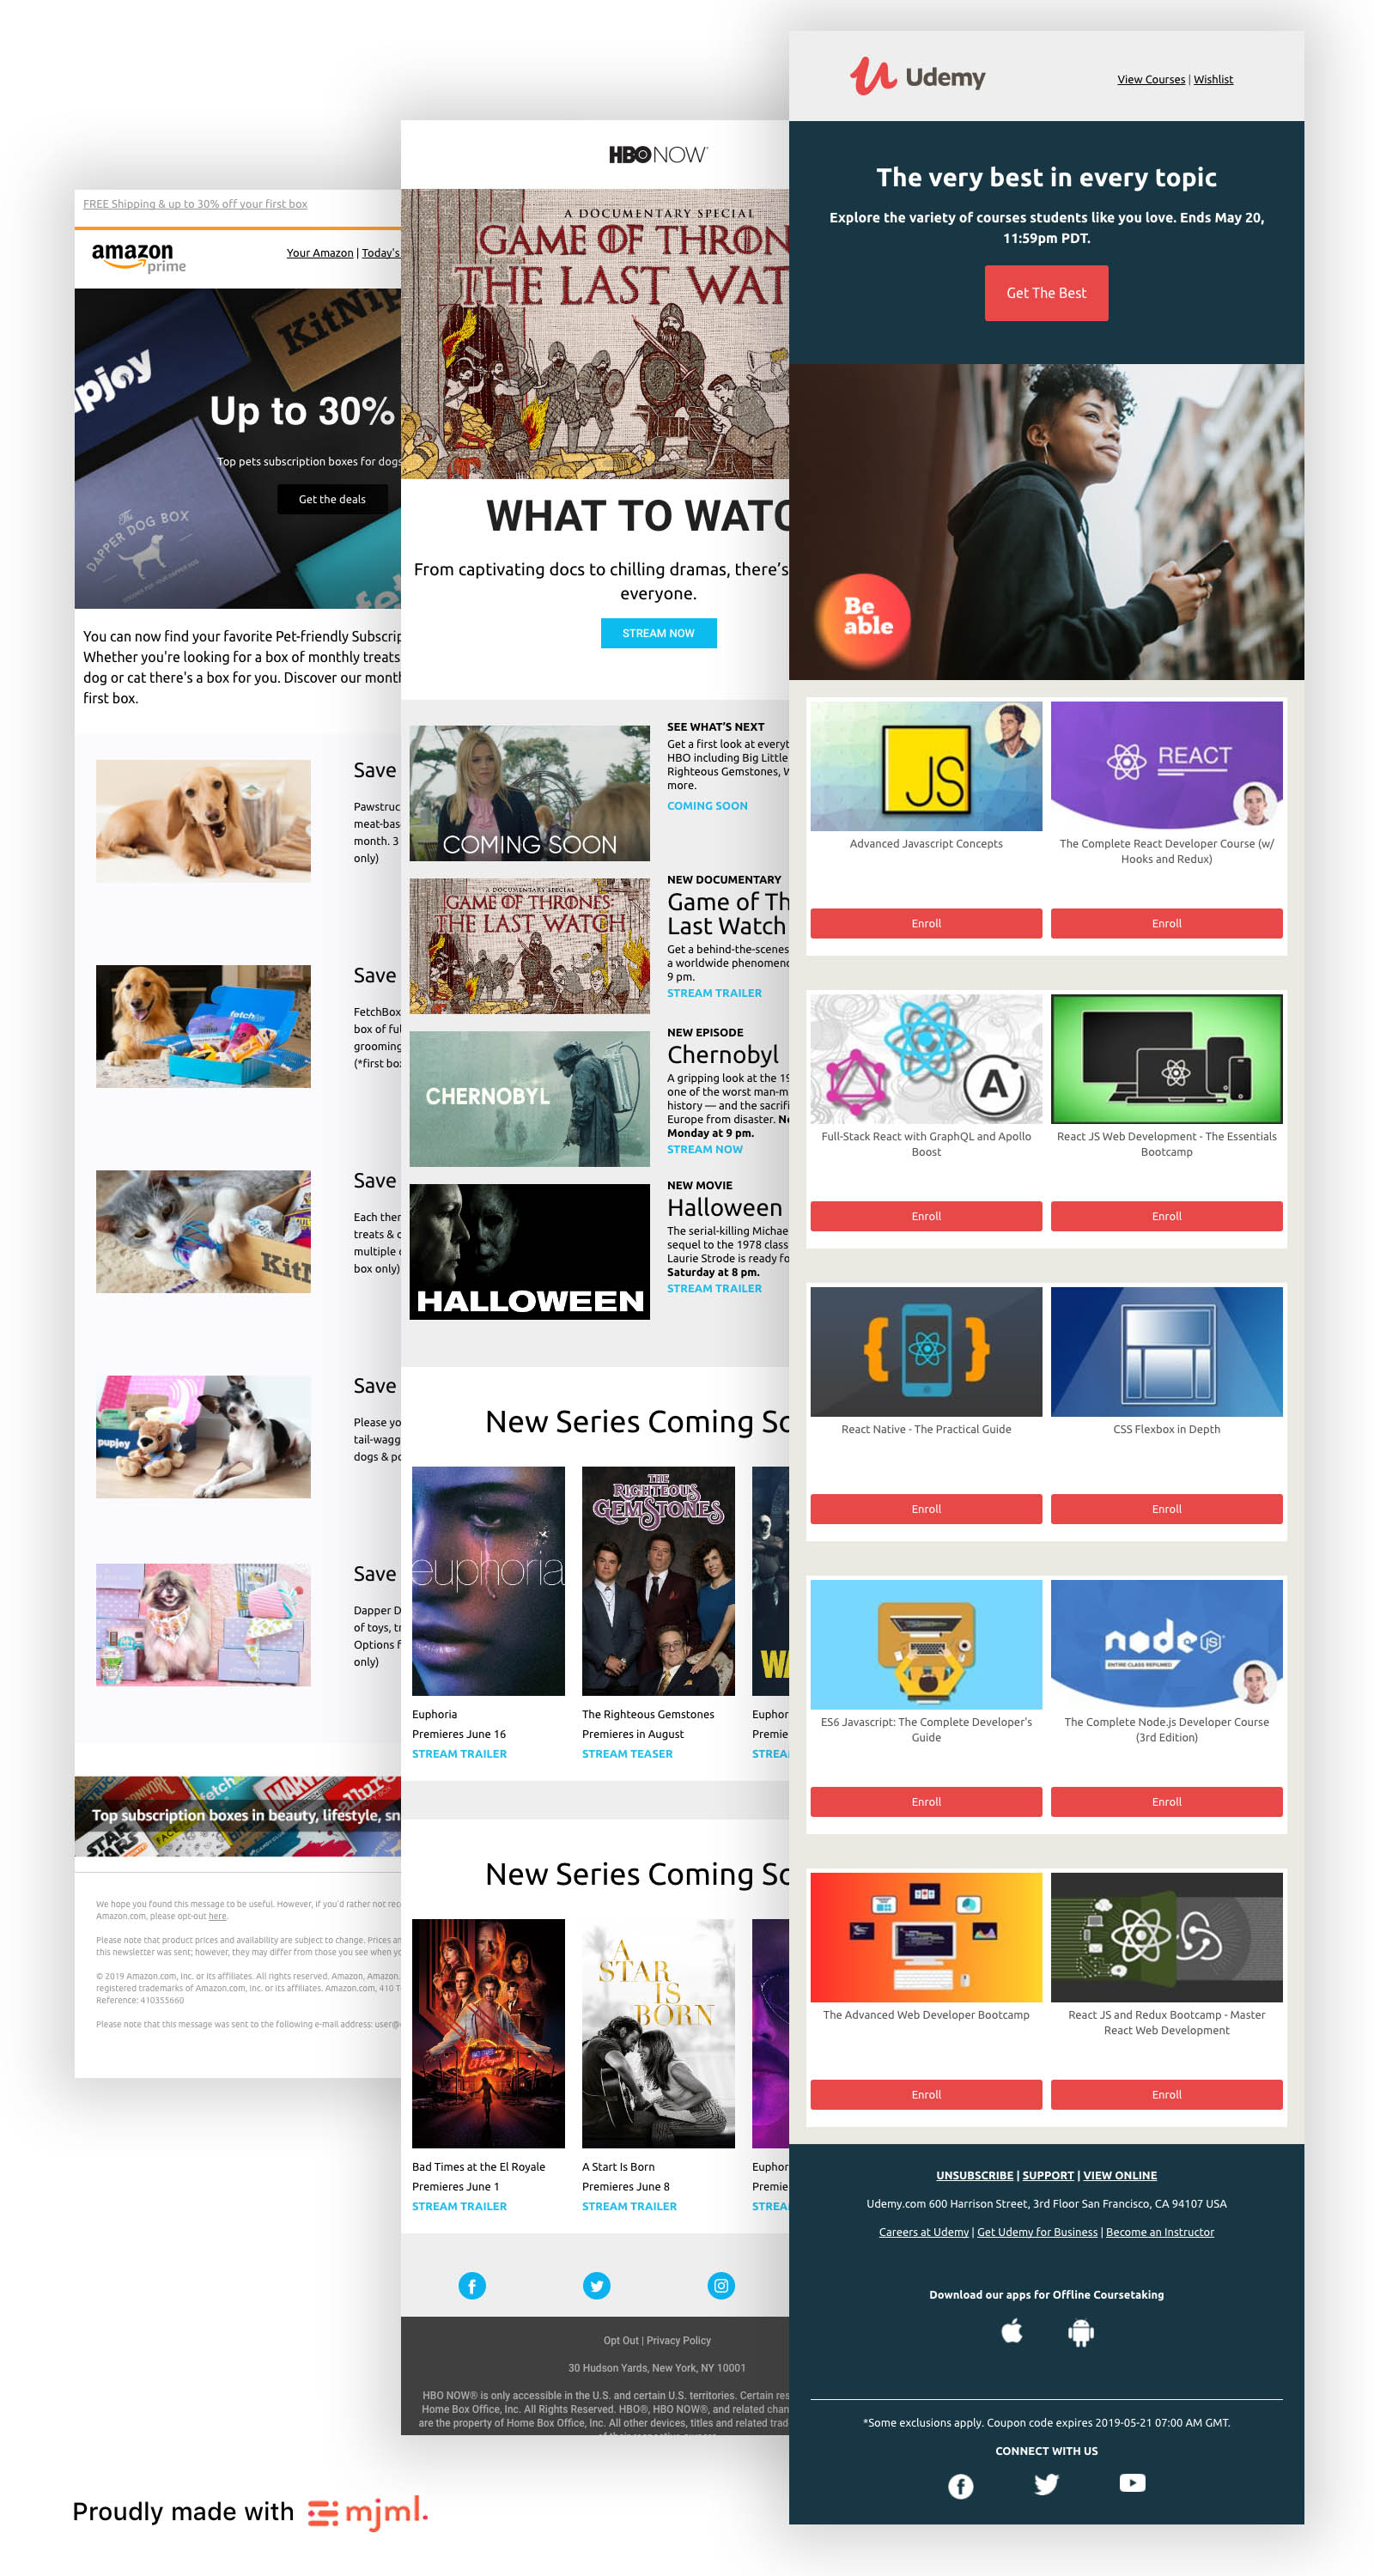 FREE Shipping & up to 30% off your first box
amazon
prime
Your Amazon | Today's
KitNip
pupjoy
Up to 30%
Top pets subscription boxes for dogs
Get the deals
The
DAPPER DOG BOX
You can now find your favorite Pet-friendly Subscrip
Whether you're looking for a box of monthly treats
dog or cat there's a box for you. Discover our month
first box.
Save
Pawstruc
meat-bas
month. 3
only)
fetch
Save
FetchBox
box of ful
grooming
(*first bo
KitN
Save
Each ther
treats & c
multiple
box only)
pupjoy
Save
Please yo
tail-wagg
dogs & po
Save
Dapper D
of toys, tr
Options f
only)
Top subscription boxes in beauty, lifestyle, sn
STAR
WARS
We hope you found this message to be useful. However, if you'd rather not rece
Amazon.com, please opt-out here.
Please note that product prices and availability are subject to change. Prices an
this newsletter was sent; however, they may differ from those you see when yo
© 2019 Amazon.com, Inc. or its affiliates. All rights reserved. Amazon, Amazon.
registered trademarks of Amazon.com, Inc. or its affiliates. Amazon.com, 410 T
Reference: 410355660
Please note that this message was sent to the following e-mail address: user@
HBO NOW
A DOCUMENTARY SPECIAL
GAME OF THRON
THE LAST WAT
WHAT TO WATC
From captivating docs to chilling dramas, there's
everyone.
STREAM NOW
COMING SOON
SEE WHAT'S NEXT
Get a first look at everyt
HBO including Big Little
Righteous Gemstones, W
more.
COMING SOON
A DOCUMENTARY SPECIAL
GAME OF THRONES:
THE LAST WATCH
NEW DOCUMENTARY
Game of Th
Last Watch
Get a behind-the-scenes
a worldwide phenomeno
9 pm.
STREAM TRAILER
CHERNOBYL
NEW EPISODE
Chernobyl
A gripping look at the 19
one of the worst man-m
history — and the sacrifi
Europe from disaster. Ne
Monday at 9 pm.
STREAM NOW
HALLOWEEN
NEW MOVIE
Halloween
The serial-killing Michae
sequel to the 1978 class
Laurie Strode is ready fo
Saturday at 8 pm.
STREAM TRAILER
New Series Coming So
euphoria
THE
RIGHTEOUS
GEMSTONES
WA
Euphoria
Premieres June 16
STREAM TRAILER
The Righteous Gemstones
Premieres in August
STREAM TEASER
Euphor
Premie
STREA
New Series Coming So
El Royale
A
STAR
IS
BORN
Bad Times at the El Royale
Premieres June 1
STREAM TRAILER
A Start Is Born
Premieres June 8
STREAM TRAILER
Euphor
Premie
STREA
Opt Out | Privacy Policy
30 Hudson Yards, New York, NY 10001
HBO NOW® is only accessible in the U.S. and certain U.S. territories. Certain res
Home Box Office, Inc. All Rights Reserved. HBO®, HBO NOW®, and related chan
are the property of Home Box Office, Inc. All other devices, titles and related trad
Udemy
View Courses | Wishlist
The very best in every topic
Explore the variety of courses students like you love. Ends May 20,
11:59pm PDT.
Get The Best
Be
able
JS
REACT
Advanced Javascript Concepts
The Complete React Developer Course (w/
Hooks and Redux)
Enroll
Enroll
A
Full-Stack React with GraphQL and Apollo
Boost
React JS Web Development - The Essentials
Bootcamp
Enroll
Enroll
React Native - The Practical Guide
CSS Flexbox in Depth
Enroll
Enroll
node JS
ENTIRE CLASS REFILMED
ES6 Javascript: The Complete Developer's
Guide
The Complete Node.js Developer Course
(3rd Edition)
Enroll
Enroll
The Advanced Web Developer Bootcamp
React JS and Redux Bootcamp - Master
React Web Development
Enroll
Enroll
UNSUBSCRIBE | SUPPORT | VIEW ONLINE
Udemy.com 600 Harrison Street, 3rd Floor San Francisco, CA 94107 USA
Careers at Udemy | Get Udemy for Business | Become an Instructor
Download our apps for Offline Coursetaking
*Some exclusions apply. Coupon code expires 2019-05-21 07:00 AM GMT.
CONNECT WITH US
Proudly made with mjml.